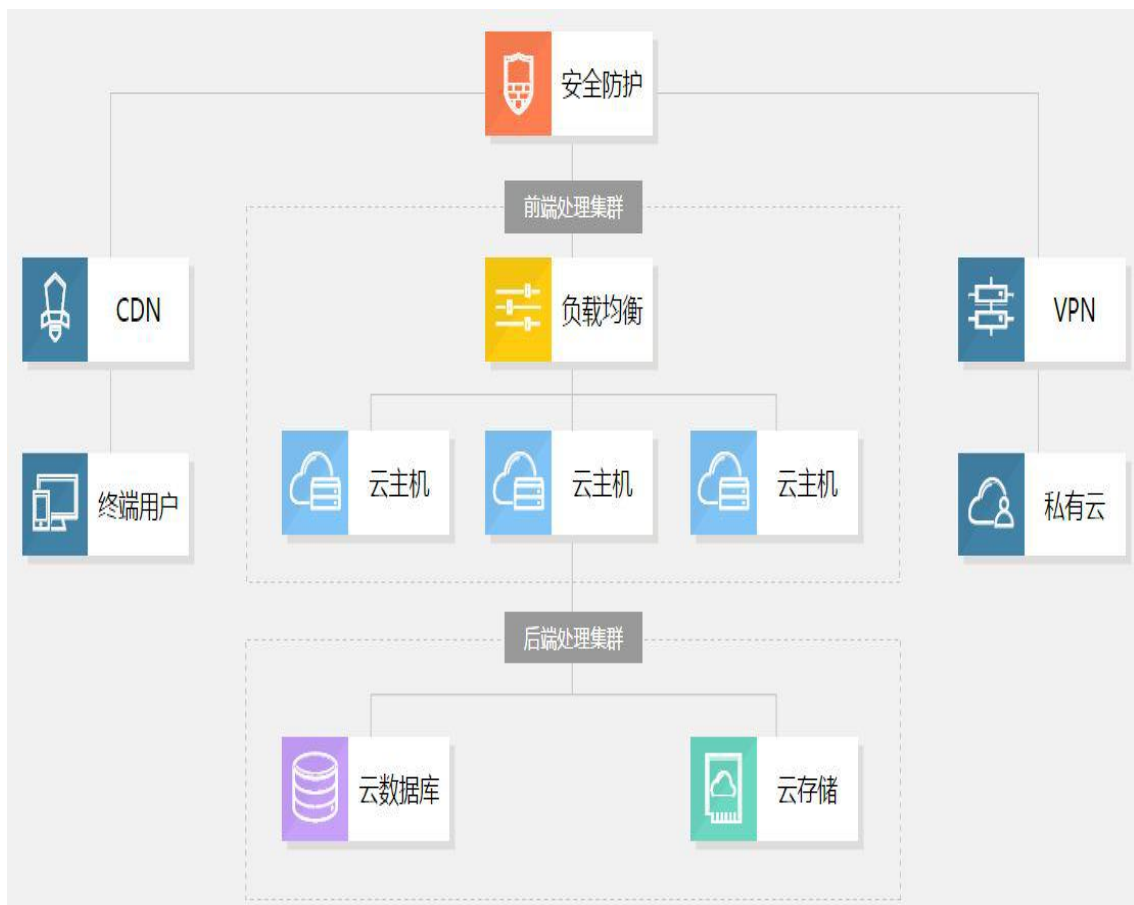 安全防护
前端处理集群
CDN
负载均衡
VPN
终端用户
云主机
云主机
云主机
私有云
后端处理集群
云数据库
云存储